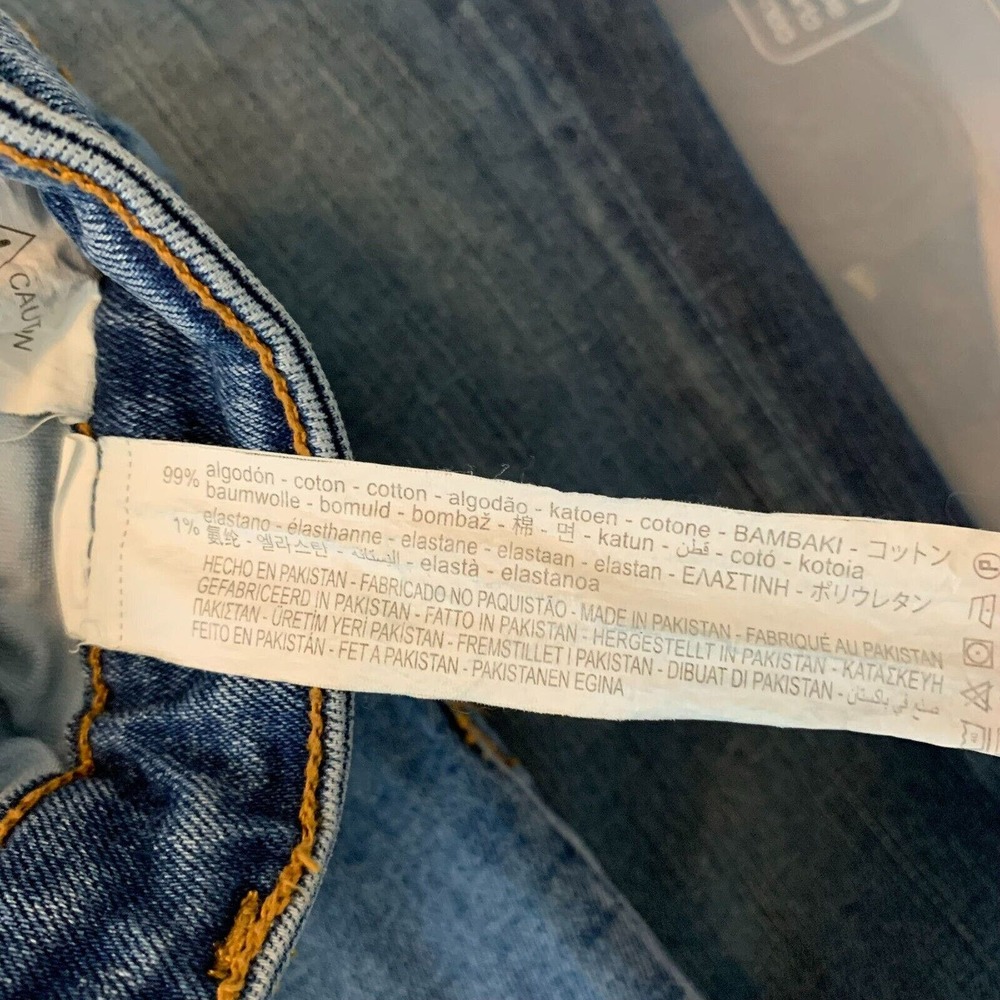 CAUTIN
99% algodón - coton - cotton - algodão - katoen - cotone - BAMBAKI - コットン
baumwolle - bomuld - bombaž - 棉 - 면 - katun - قطن - cotó - kotoia
1% elastano - élasthanne - elastane - elastaan - elastan - ΕΛΑΣΤΙΝΗ - ポリウレタン
氨纶 - 엘라스탄 - - elastà - elastanoa
HECHO EN PAKISTAN - FABRICADO NO PAQUISTÃO - MADE IN PAKISTAN - FABRIQUÉ AU PAKISTAN
GEFABRICEERD IN PAKISTAN - FATTO IN PAKISTAN - HERGESTELLT IN PAKISTAN - ΚΑΤΑΣΚΕΥΗ
ΠΑΚΙΣΤΑΝ - ÜRETİM YERİ PAKİSTAN - FREMSTILLET I PAKISTAN - DIBUAT DI PAKISTAN - صنع في باكستان
FEITO EN PAKISTÁN - FET A PAKISTAN - PAKISTANEN EGINA
P